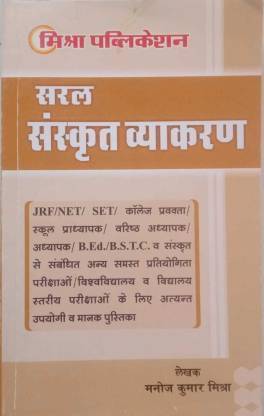 मिश्रा पब्लिकेशन
सरल
संस्कृत व्याकरण
JRF/NET/ SET/ कॉलेज प्रवक्ता/
स्कूल प्राध्यापक/ वरिष्ठ अध्यापक/
अध्यापक/ B.Ed./B.S.T.C. व संस्कृत
से संबंधित अन्य समस्त प्रतियोगिता
परीक्षाओं/विश्वविद्यालय व विद्यालय
स्तरीय परीक्षाओं के लिए अत्यन्त
उपयोगी व मानक पुस्तिका
लेखक
मनोज कुमार मिश्रा